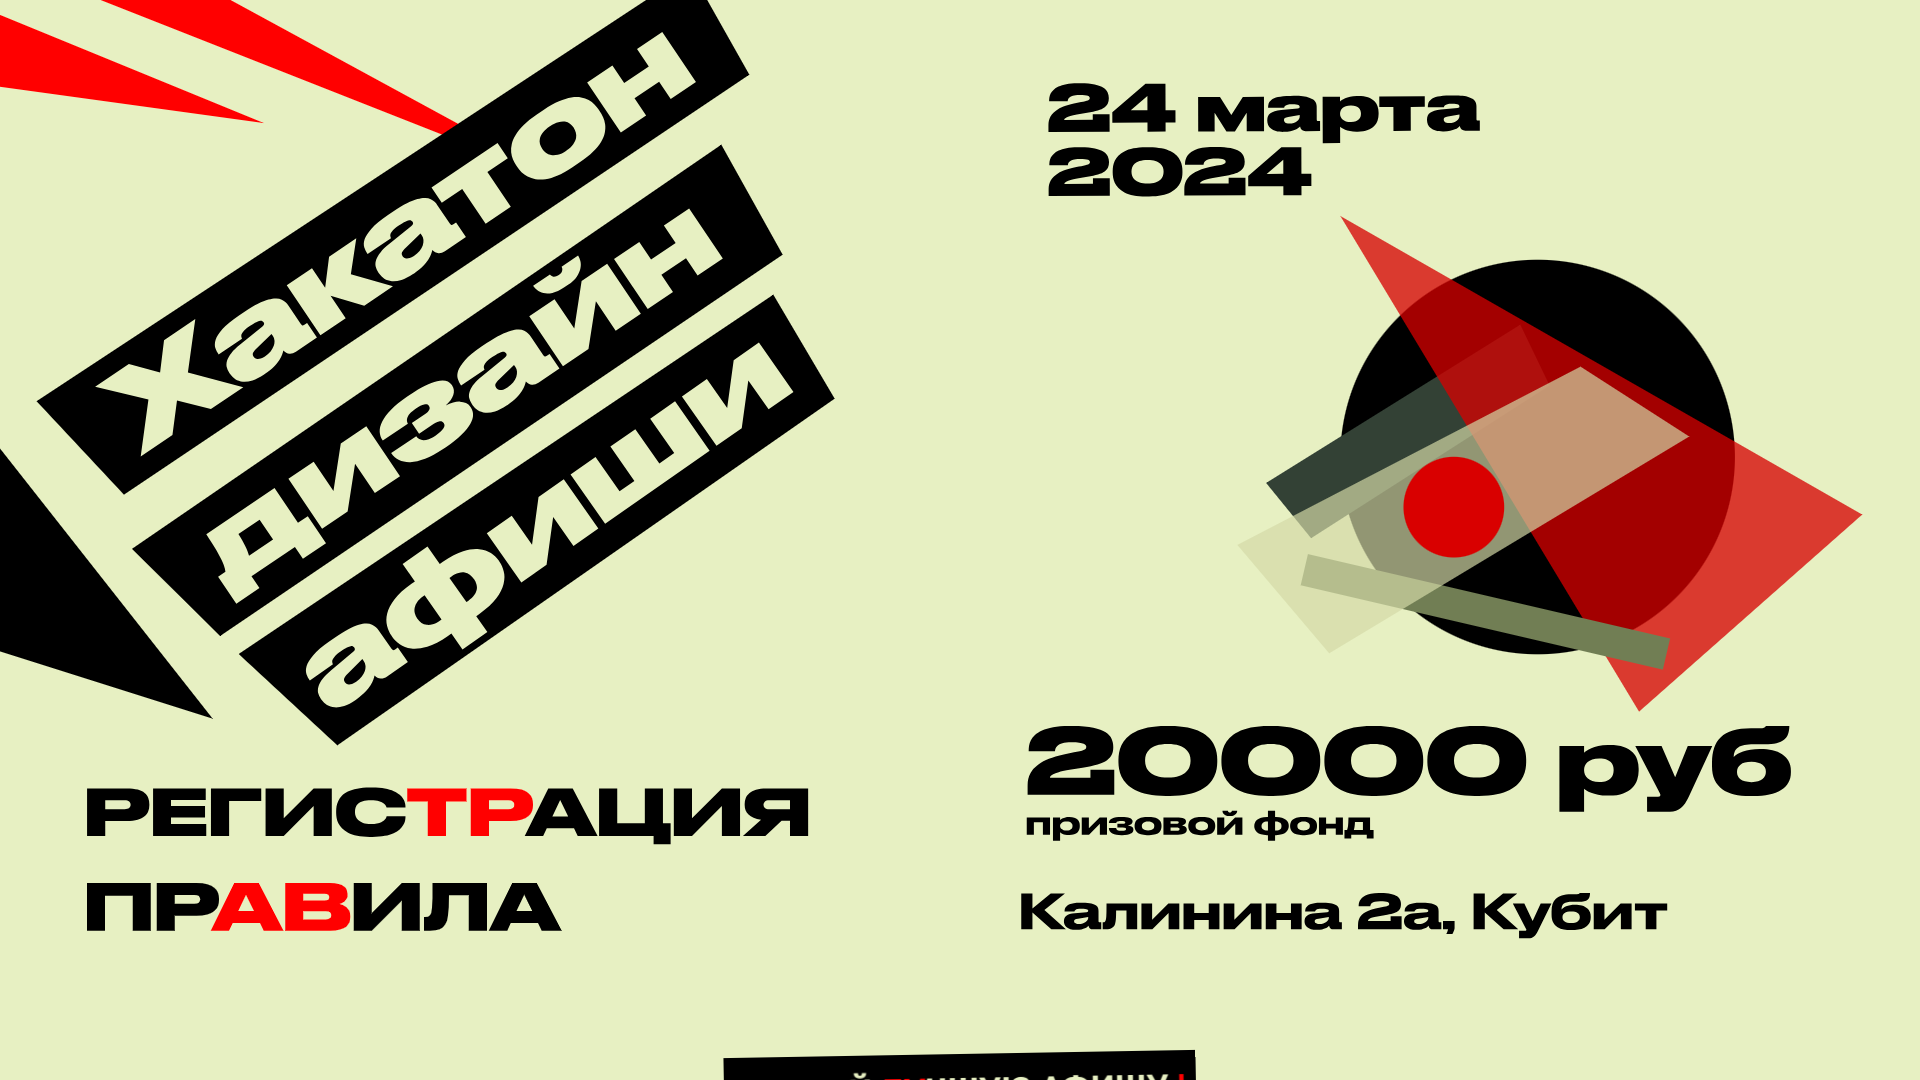 Хакатон
дизайн
афиши
24 марта
2024
РЕГИСТРАЦИЯ
ПРАВИЛА
20000 руб
призовой фонд
Калинина 2а, Кубит